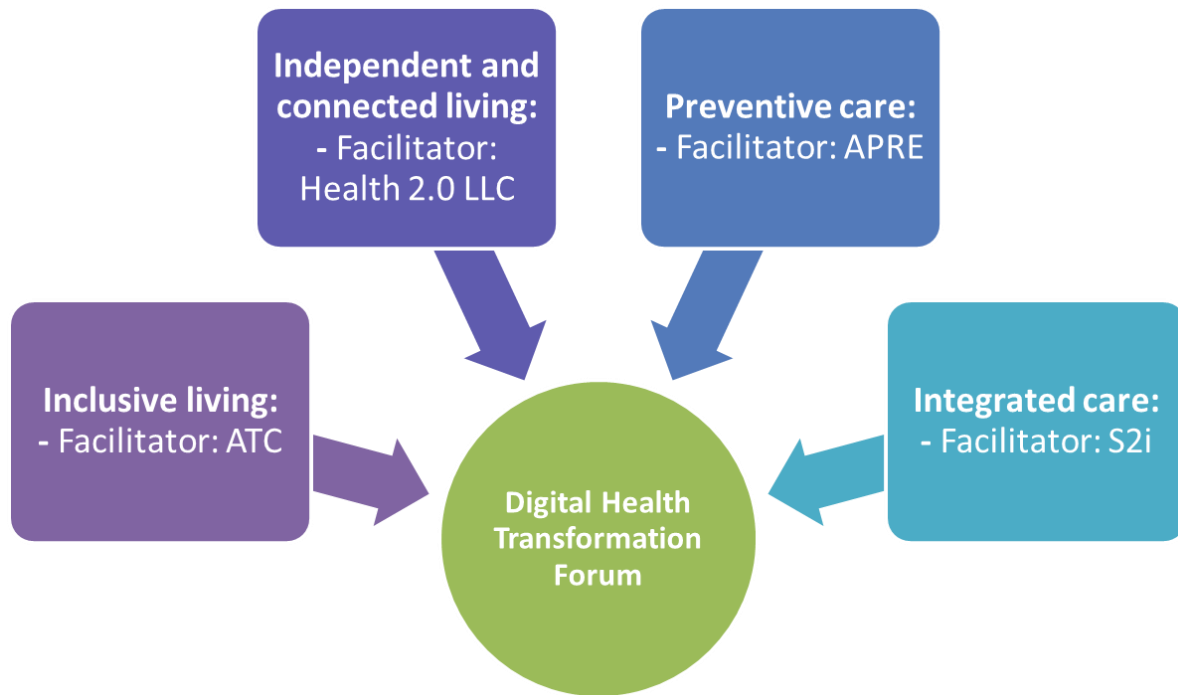 Independent and
connected living:
- Facilitator:
Health 2.0 LLC
Preventive care:
- Facilitator: APRE
Inclusive living:
- Facilitator: ATC
Integrated care:
- Facilitator: S2i
Digital Health
Transformation
Forum